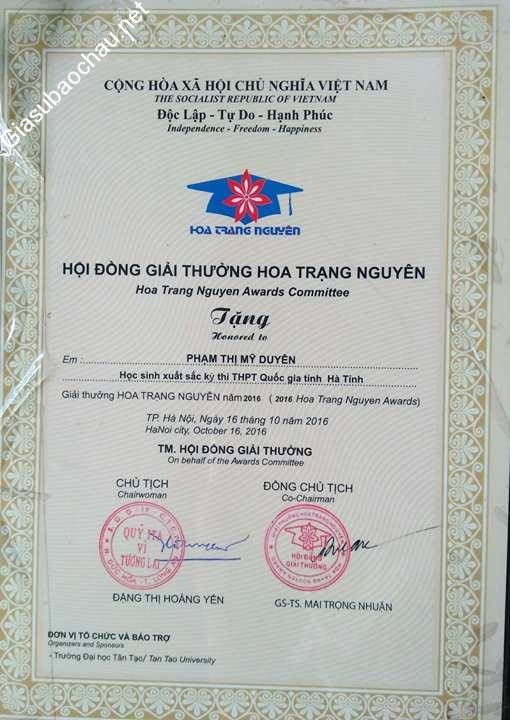 Giasubaochau.net
CỘNG HÒA XÃ HỘI CHỦ NGHĨA VIỆT NAM
THE SOCIALIST REPUBLIC OF VIETNAM
Độc Lập - Tự Do - Hạnh Phúc
Independence - Freedom - Happiness
HOA TRẠNG NGUYÊN
HỘI ĐỒNG GIẢI THƯỞNG HOA TRẠNG NGUYÊN
Hoa Trang Nguyen Awards Committee
Tặng
Honored to
Em : PHẠM THỊ MỸ DUYÊN
Học sinh xuất sắc kỳ thi THPT Quốc gia tỉnh Hà Tĩnh
Giải thưởng HOA TRẠNG NGUYÊN năm 2016 ( 2016 Hoa Trang Nguyen Awards)
TP. Hà Nội, Ngày 16 tháng 10 năm 2016
HaNoi city, October 16, 2016
TM. HỘI ĐỒNG GIẢI THƯỞNG
On behalf of the Awards Committee
CHỦ TỊCH
Chairwoman
ĐỒNG CHỦ TỊCH
Co-Chairman
QUỸ ITA
VÌ
TƯƠNG LAI
HỘI ĐỒNG
GIẢI THƯỞNG
ĐẶNG THỊ HOÀNG YẾN
GS-TS. MAI TRỌNG NHUẬN
ĐƠN VỊ TỔ CHỨC VÀ BẢO TRỢ
Organizers and Sponsors
- Trường Đại học Tân Tạo/ Tan Tao University